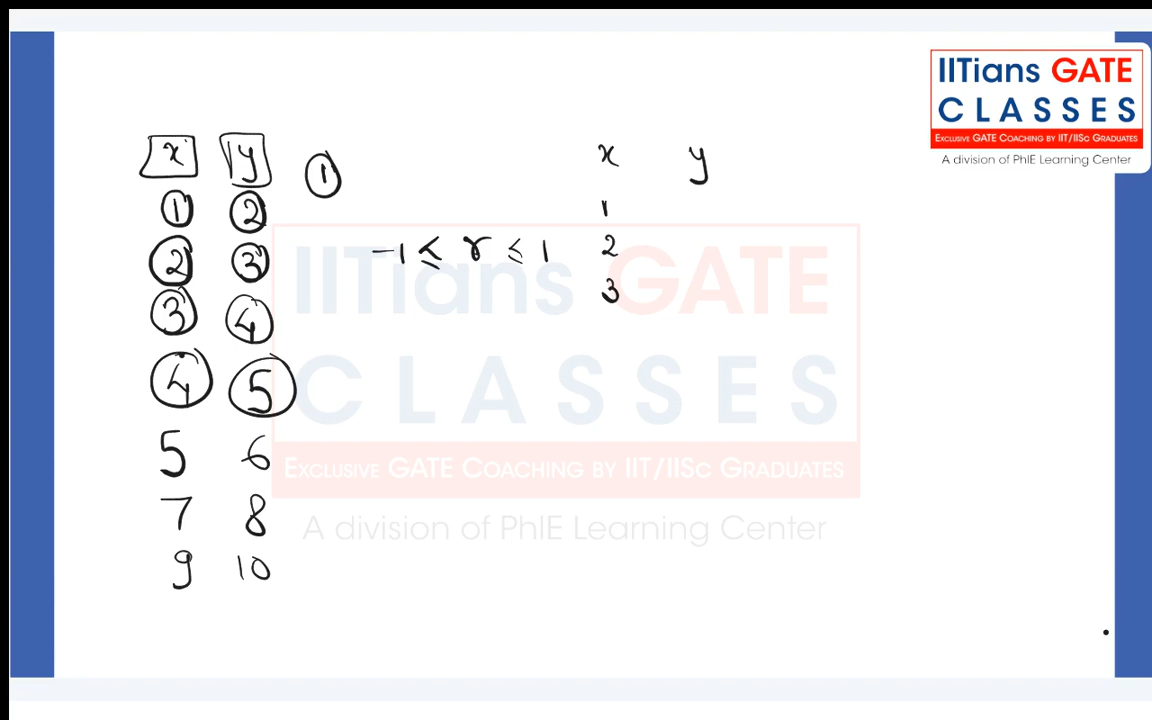 IITians GATE
CLASSES
EXCLUSIVE GATE COACHING BY IIT/IISc GRADUATES
A division of PhIE Learning Center
x y ① x y
① ② 1
② ③ -1 ≤ r ≤ 1 2
③ ④ 3
④ ⑤
5 6
7 8
9 10
IITians GATE
CLASSES
EXCLUSIVE GATE COACHING BY IIT/IISc GRADUATES
A division of PhIE Learning Center